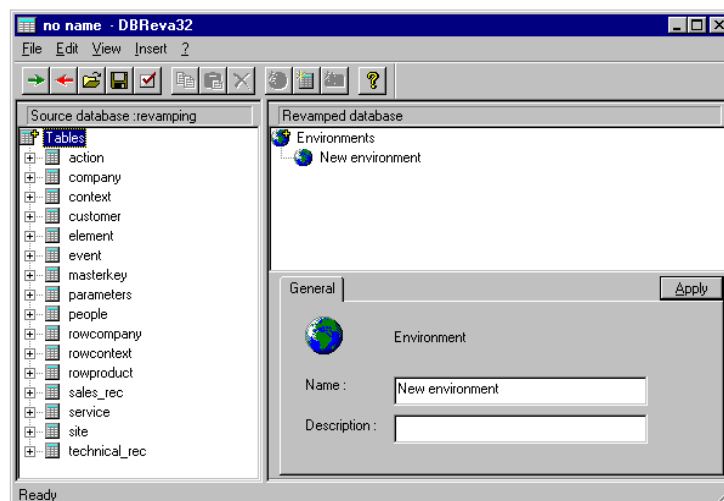 no name - DBReva32
File Edit View Insert ?
Source database :revamping
Tables
action
company
context
customer
element
event
masterkey
parameters
people
rowcompany
rowcontext
rowproduct
sales_rec
service
site
technical_rec
Revamped database
Environments
New environment
General
Apply
Environment
Name : New environment
Description :
Ready